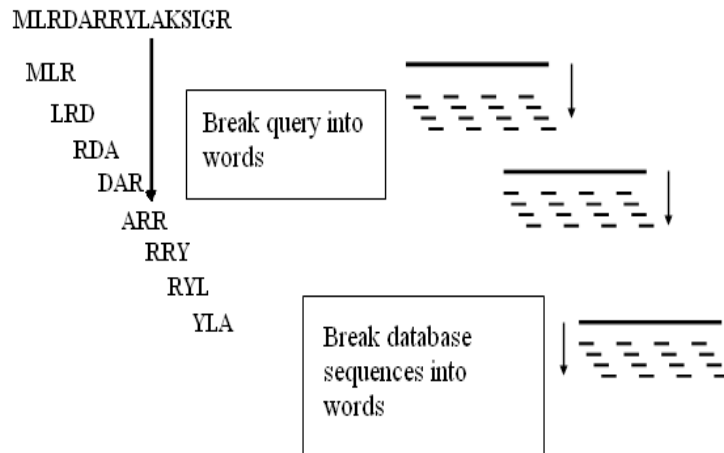 MLRDARRYLAKSIGR
MLR
LRD
RDA
DAR
ARR
RRY
RYL
YLA
Break query into
words
Break database
sequences into
words